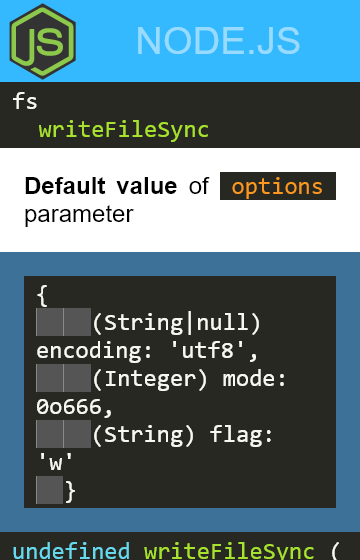 JS
NODE.JS
fs
writeFileSync
Default value of options
parameter
{
(String|null)
encoding: 'utf8',
(Integer) mode:
0o666,
(String) flag:
'w'
}
undefined writeFileSync (